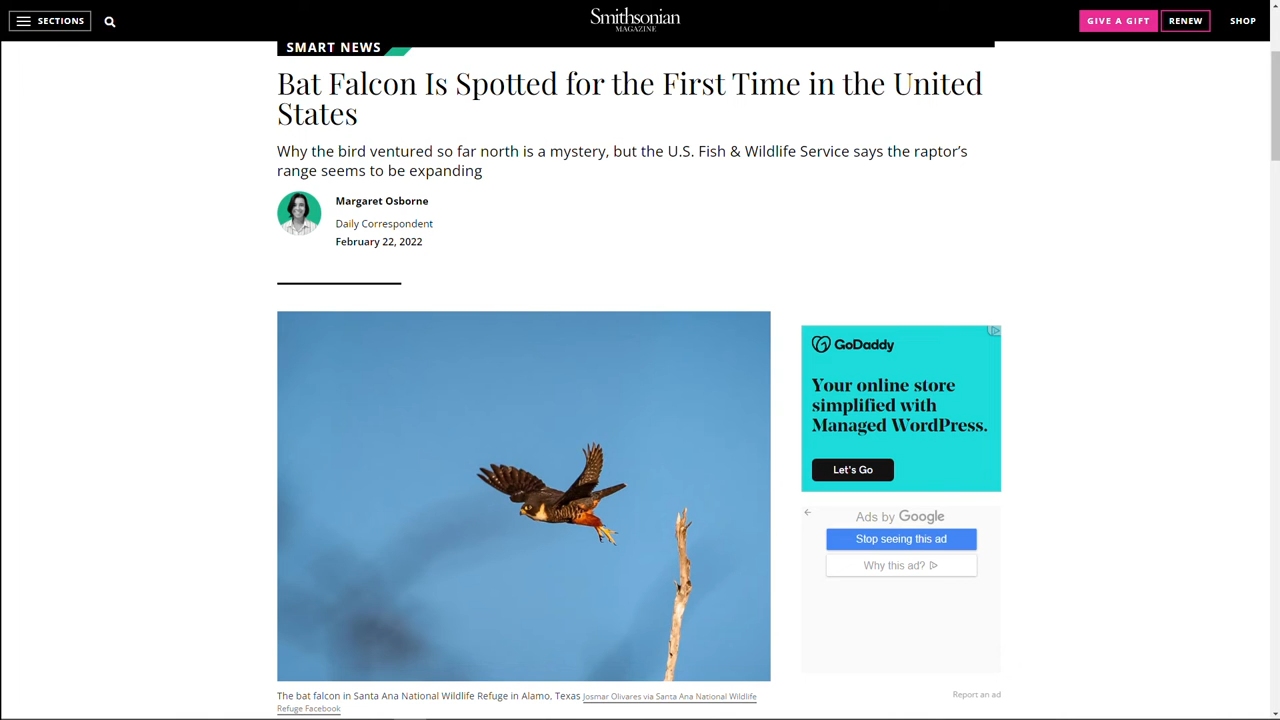 SECTIONS
Smithsonian
MAGAZINE
GIVE A GIFT
RENEW
SHOP
SMART NEWS
Bat Falcon Is Spotted for the First Time in the United
States
Why the bird ventured so far north is a mystery, but the U.S. Fish & Wildlife Service says the raptor’s
range seems to be expanding
Margaret Osborne
Daily Correspondent
February 22, 2022
GoDaddy
Your online store
simplified with
Managed WordPress.
Let's Go
Ads by Google
Stop seeing this ad
Why this ad?
Report an ad
The bat falcon in Santa Ana National Wildlife Refuge in Alamo, Texas Josmar Olivares via Santa Ana National Wildlife
Refuge Facebook